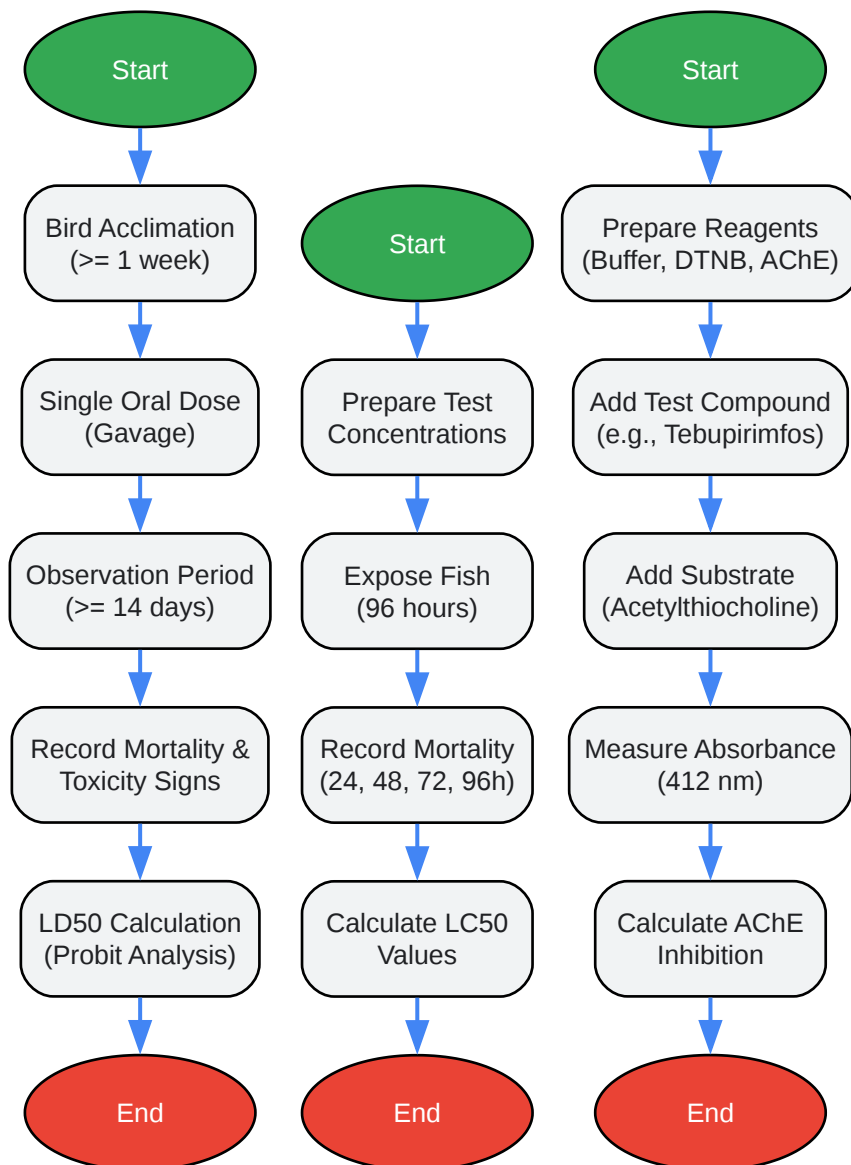 Start
Bird Acclimation
(>= 1 week)
Single Oral Dose
(Gavage)
Observation Period
(>= 14 days)
Record Mortality &
Toxicity Signs
LD50 Calculation
(Probit Analysis)
End
Start
Prepare Test
Concentrations
Expose Fish
(96 hours)
Record Mortality
(24, 48, 72, 96h)
Calculate LC50
Values
End
Start
Prepare Reagents
(Buffer, DTNB, AChE)
Add Test Compound
(e.g., Tebupirimfos)
Add Substrate
(Acetylthiocholine)
Measure Absorbance
(412 nm)
Calculate AChE
Inhibition
End